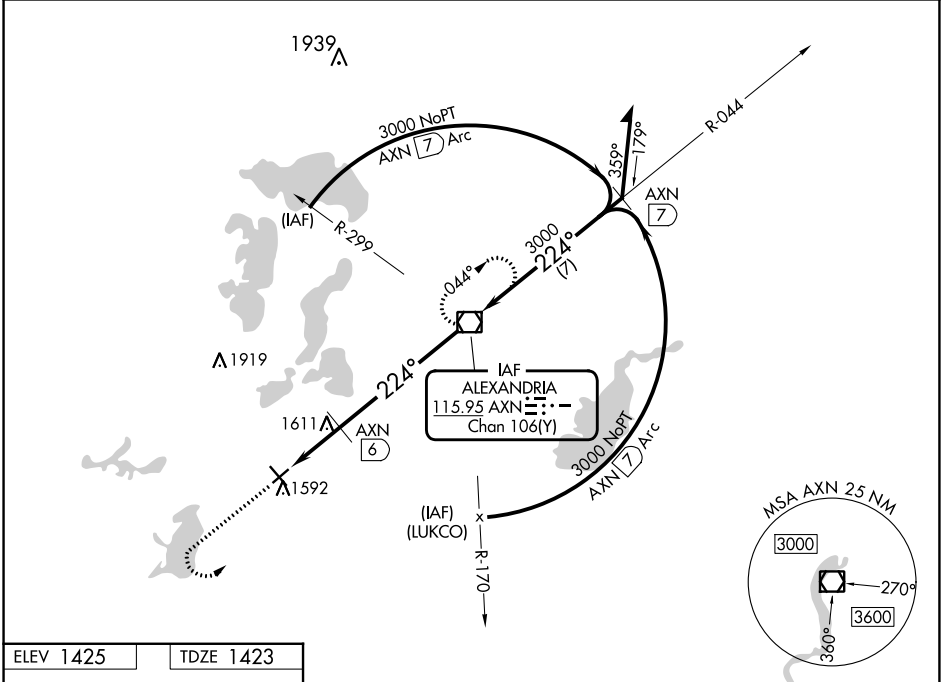 1939
3000 NoPT
AXN 7 Arc
R-044
359°
179°
AXN
7
(IAF)
R-299
3000
224°
(7)
044°
1919
224°
IAF
ALEXANDRIA
115.95 AXN
Chan 106(Y)
1611
AXN
6
1592
3000 NoPT
AXN 7 Arc
(IAF)
(LUKCO)
R-170
MSA AXN 25 NM
3000
270°
3600
360°
ELEV 1425
TDZE 1423